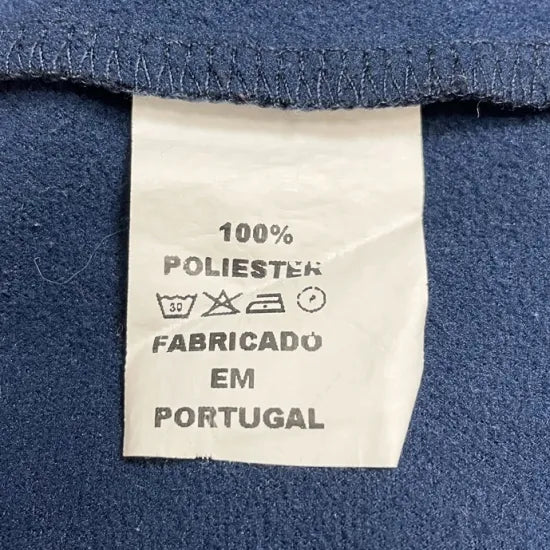 100%
POLIESTER
30
FABRICADO
EM
PORTUGAL